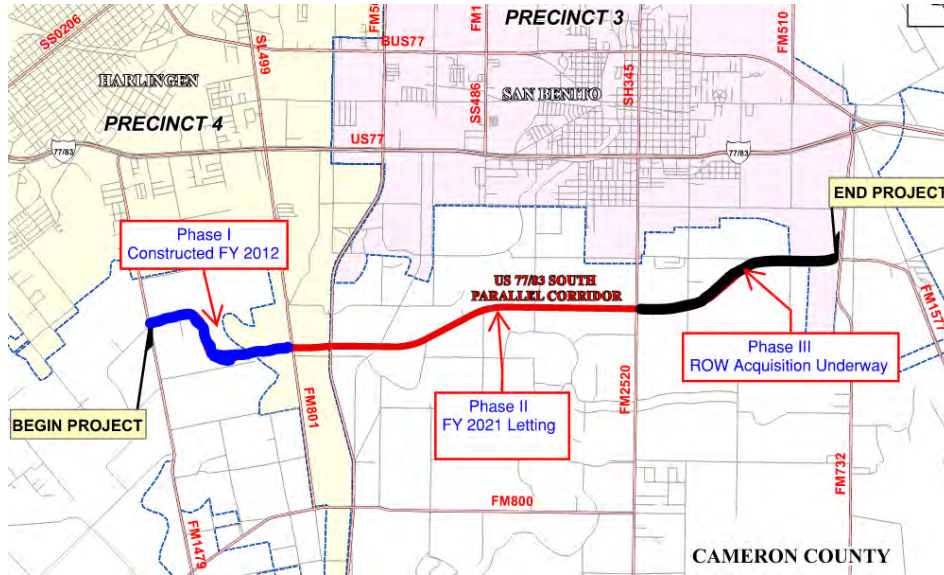 PRECINCT 3
SS0206
SL499
FM50
BUS77
FM1
FM510
HARLINGEN
SS486
SAN BENITO
SH345
PRECINCT 4
US77
77/83
77/83
END PROJECT
Phase I
Constructed FY 2012
US 77/83 SOUTH
PARALLEL CORRIDOR
FM1577
Phase III
ROW Acquisition Underway
BEGIN PROJECT
FM801
Phase II
FY 2021 Letting
FM2520
FM732
FM800
FM1479
CAMERON COUNTY